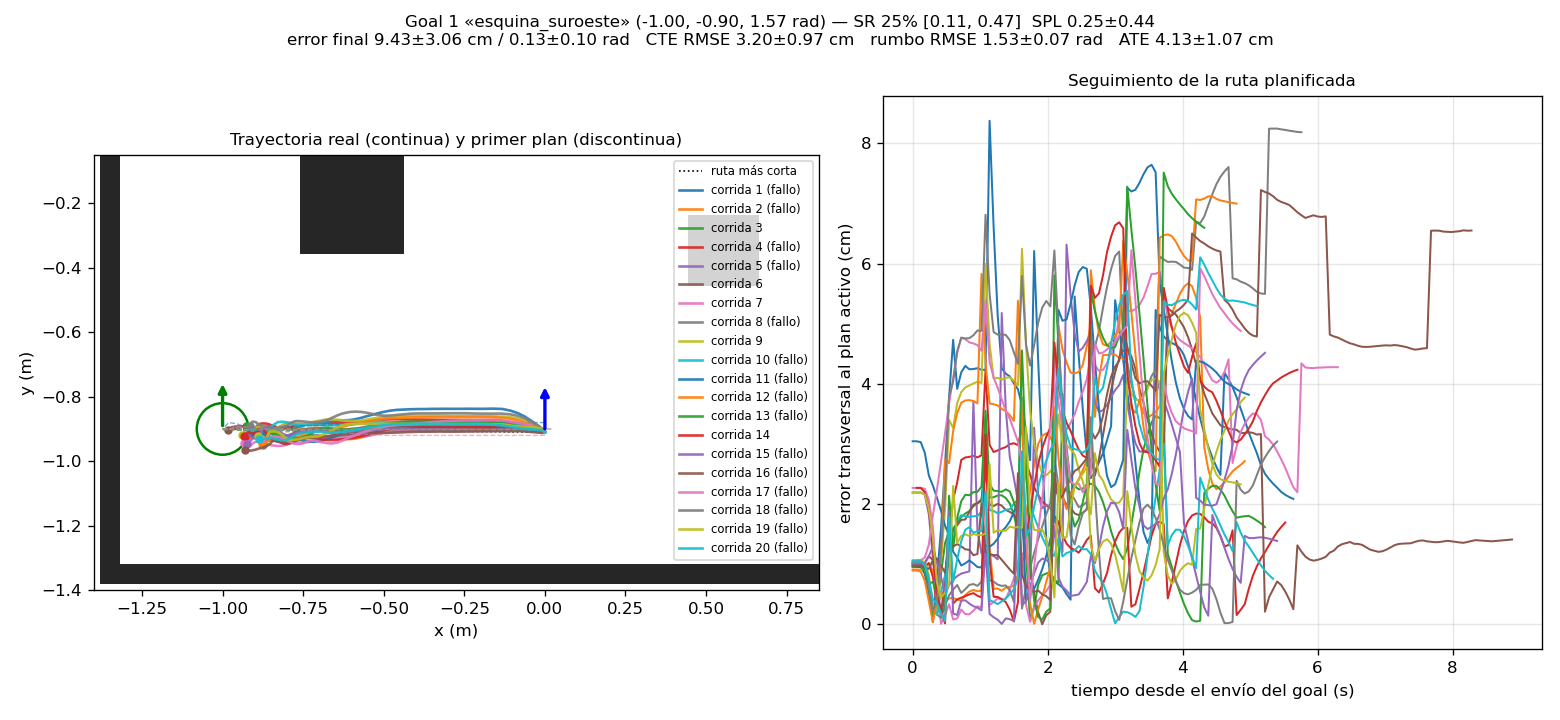 Goal 1 «esquina_suroeste» (-1.00, -0.90, 1.57 rad) — SR 25% [0.11, 0.47]  SPL 0.25±0.44
error final 9.43±3.06 cm / 0.13±0.10 rad   CTE RMSE 3.20±0.97 cm   rumbo RMSE 1.53±0.07 rad   ATE 4.13±1.07 cm
Trayectoria real (continua) y primer plan (discontinua)
y (m)
−0.2
−0.4
−0.6
−0.8
−1.0
−1.2
−1.4
−1.25
−1.00
−0.75
−0.50
−0.25
0.00
0.25
0.50
0.75
x (m)
ruta más corta
corrida 1 (fallo)
corrida 2 (fallo)
corrida 3
corrida 4 (fallo)
corrida 5 (fallo)
corrida 6
corrida 7
corrida 8 (fallo)
corrida 9
corrida 10 (fallo)
corrida 11 (fallo)
corrida 12 (fallo)
corrida 13 (fallo)
corrida 14
corrida 15 (fallo)
corrida 16 (fallo)
corrida 17 (fallo)
corrida 18 (fallo)
corrida 19 (fallo)
corrida 20 (fallo)
Seguimiento de la ruta planificada
error transversal al plan activo (cm)
8
6
4
2
0
0
2
4
6
8
tiempo desde el envío del goal (s)